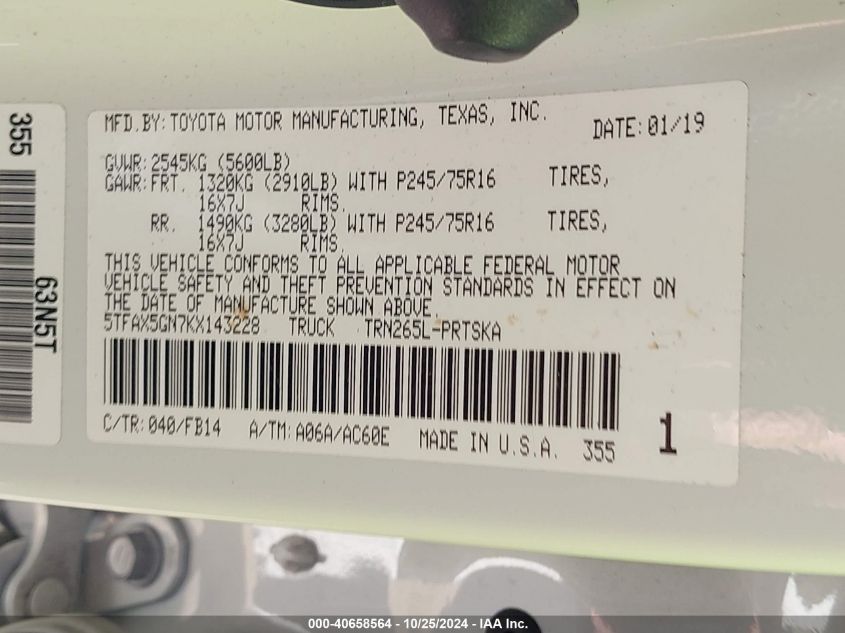 MFD.BY: TOYOTA MOTOR MANUFACTURING, TEXAS, INC.
DATE: 01/19
GVWR: 2545KG (5600LB)
GAWR: FRT. 1320KG (2910LB) WITH P245/75R16 TIRES,
16X7J RIMS.
RR. 1490KG (3280LB) WITH P245/75R16 TIRES,
16X7J RIMS.
THIS VEHICLE CONFORMS TO ALL APPLICABLE FEDERAL MOTOR
VEHICLE SAFETY AND THEFT PREVENTION STANDARDS IN EFFECT ON
THE DATE OF MANUFACTURE SHOWN ABOVE.
5TFAX5GN7KX143228 TRUCK TRN265L-PRTSKA
C/TR: 040/FB14 A/TM: A06A/AC60E MADE IN U.S.A. 355
1
355
63N5T
000-40658564 - 10/25/2024 - IAA Inc.